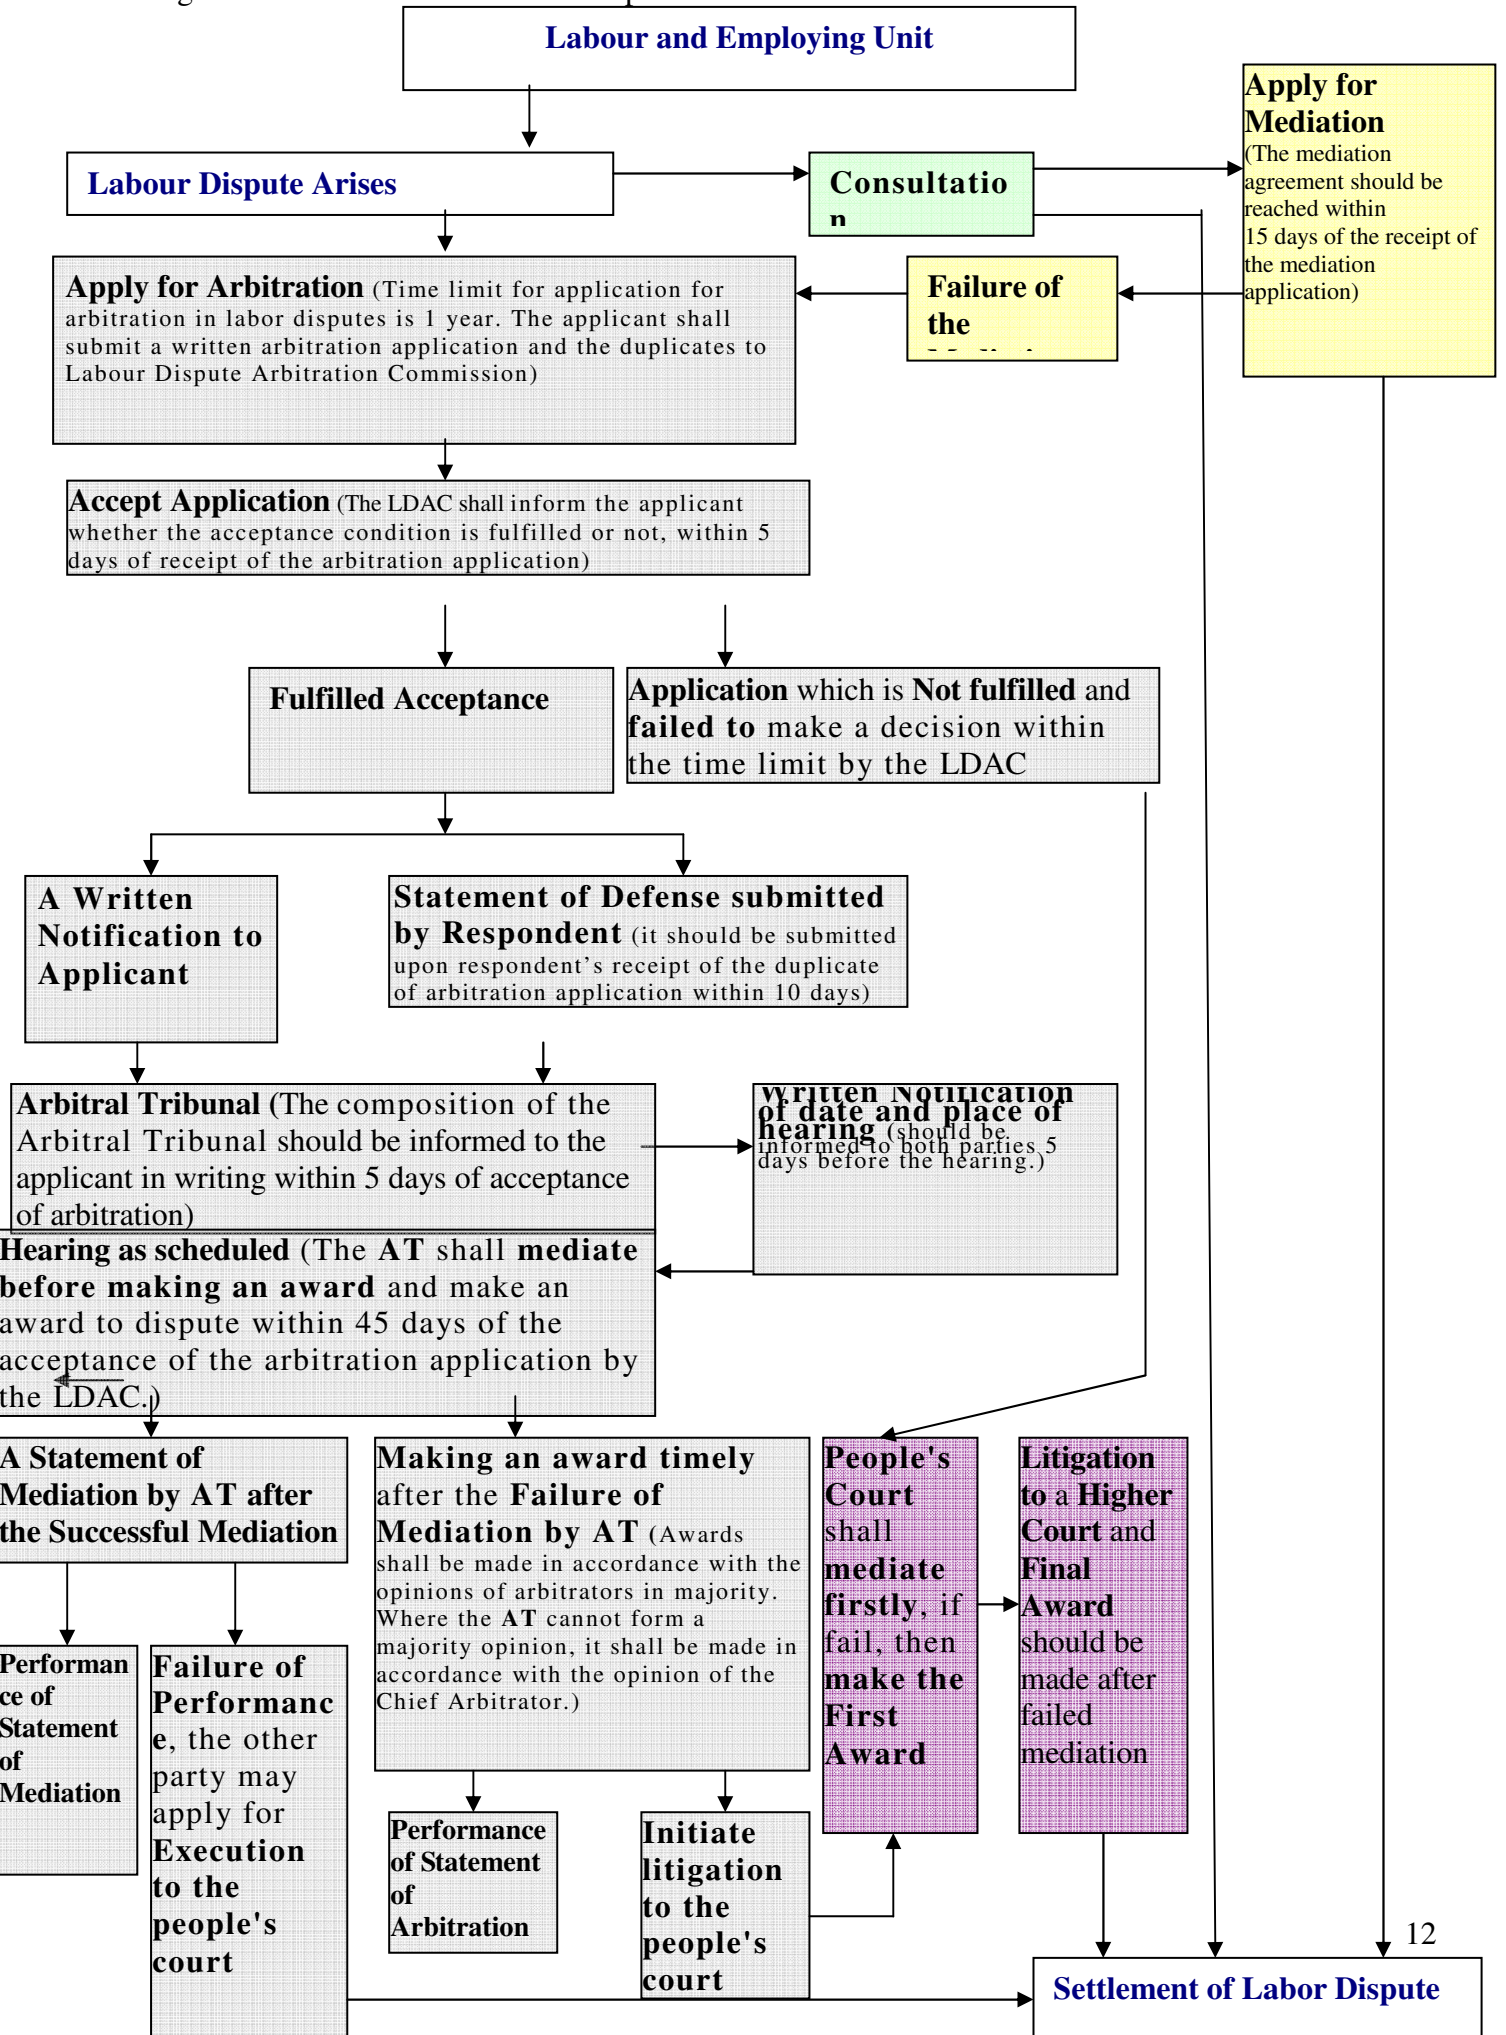 Labour and Employing Unit
Apply for
Mediation
(The mediation
agreement should be
reached within
15 days of the receipt of
the mediation
application)
Labour Dispute Arises
Consultatio
n
Apply for Arbitration (Time limit for application for
arbitration in labor disputes is 1 year. The applicant shall
submit a written arbitration application and the duplicates to
Labour Dispute Arbitration Commission)
Failure of
the
Accept Application (The LDAC shall inform the applicant
whether the acceptance condition is fulfilled or not, within 5
days of receipt of the arbitration application)
Fulfilled Acceptance
Application which is Not fulfilled and
failed to make a decision within
the time limit by the LDAC
A Written
Notification to
Applicant
Statement of Defense submitted
by Respondent (it should be submitted
upon respondent's receipt of the duplicate
of arbitration application within 10 days)
Arbitral Tribunal (The composition of the
Arbitral Tribunal should be informed to the
applicant in writing within 5 days of acceptance
of arbitration)
Written Notification
of date and place of
hearing (should be
informed to both parties 5
days before the hearing.)
Hearing as scheduled (The AT shall mediate
before making an award and make an
award to dispute within 45 days of the
acceptance of the arbitration application by
the LDAC.)
A Statement of
Mediation by AT after
the Successful Mediation
Making an award timely
after the Failure of
Mediation by AT (Awards
shall be made in accordance with the
opinions of arbitrators in majority.
Where the AT cannot form a
majority opinion, it shall be made in
accordance with the opinion of the
Chief Arbitrator.)
People's
Court
shall
mediate
firstly, if
fail, then
make the
First
Award
Litigation
to a Higher
Court and
Final
Award
should be
made after
failed
mediation
Performan
ce of
Statement
of
Mediation
Failure of
Performanc
e, the other
party may
apply for
Execution
to the
people's
court
Performance
of Statement
of
Arbitration
Initiate
litigation
to the
people's
court
12
Settlement of Labor Dispute